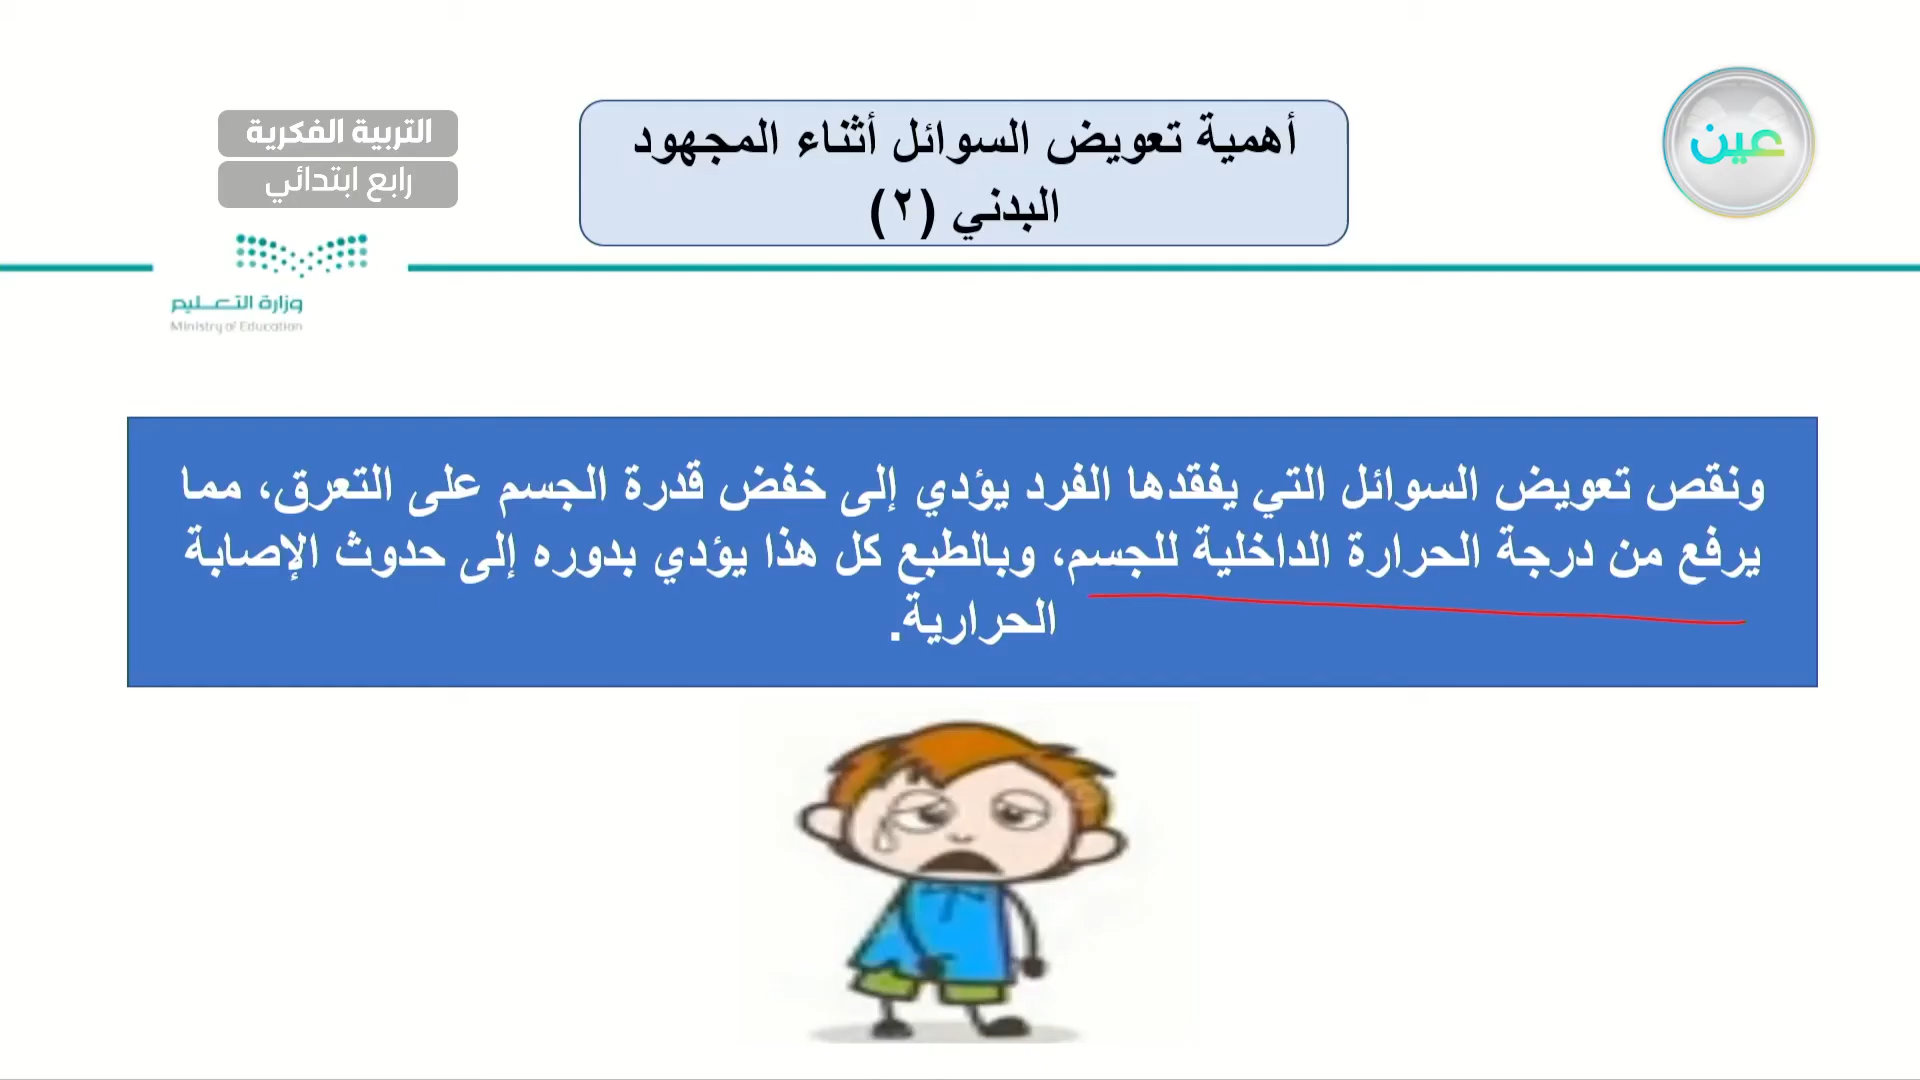 عين
أهمية تعويض السوائل أثناء المجهود
البدني (٢)
التربية الفكرية
رابع ابتدائي
وزارة التعليم
Ministry of Education
ونقص تعويض السوائل التي يفقدها الفرد يؤدي إلى خفض قدرة الجسم على التعرق، مما
يرفع من درجة الحرارة الداخلية للجسم، وبالطبع كل هذا يؤدي بدوره إلى حدوث الإصابة
الحرارية.